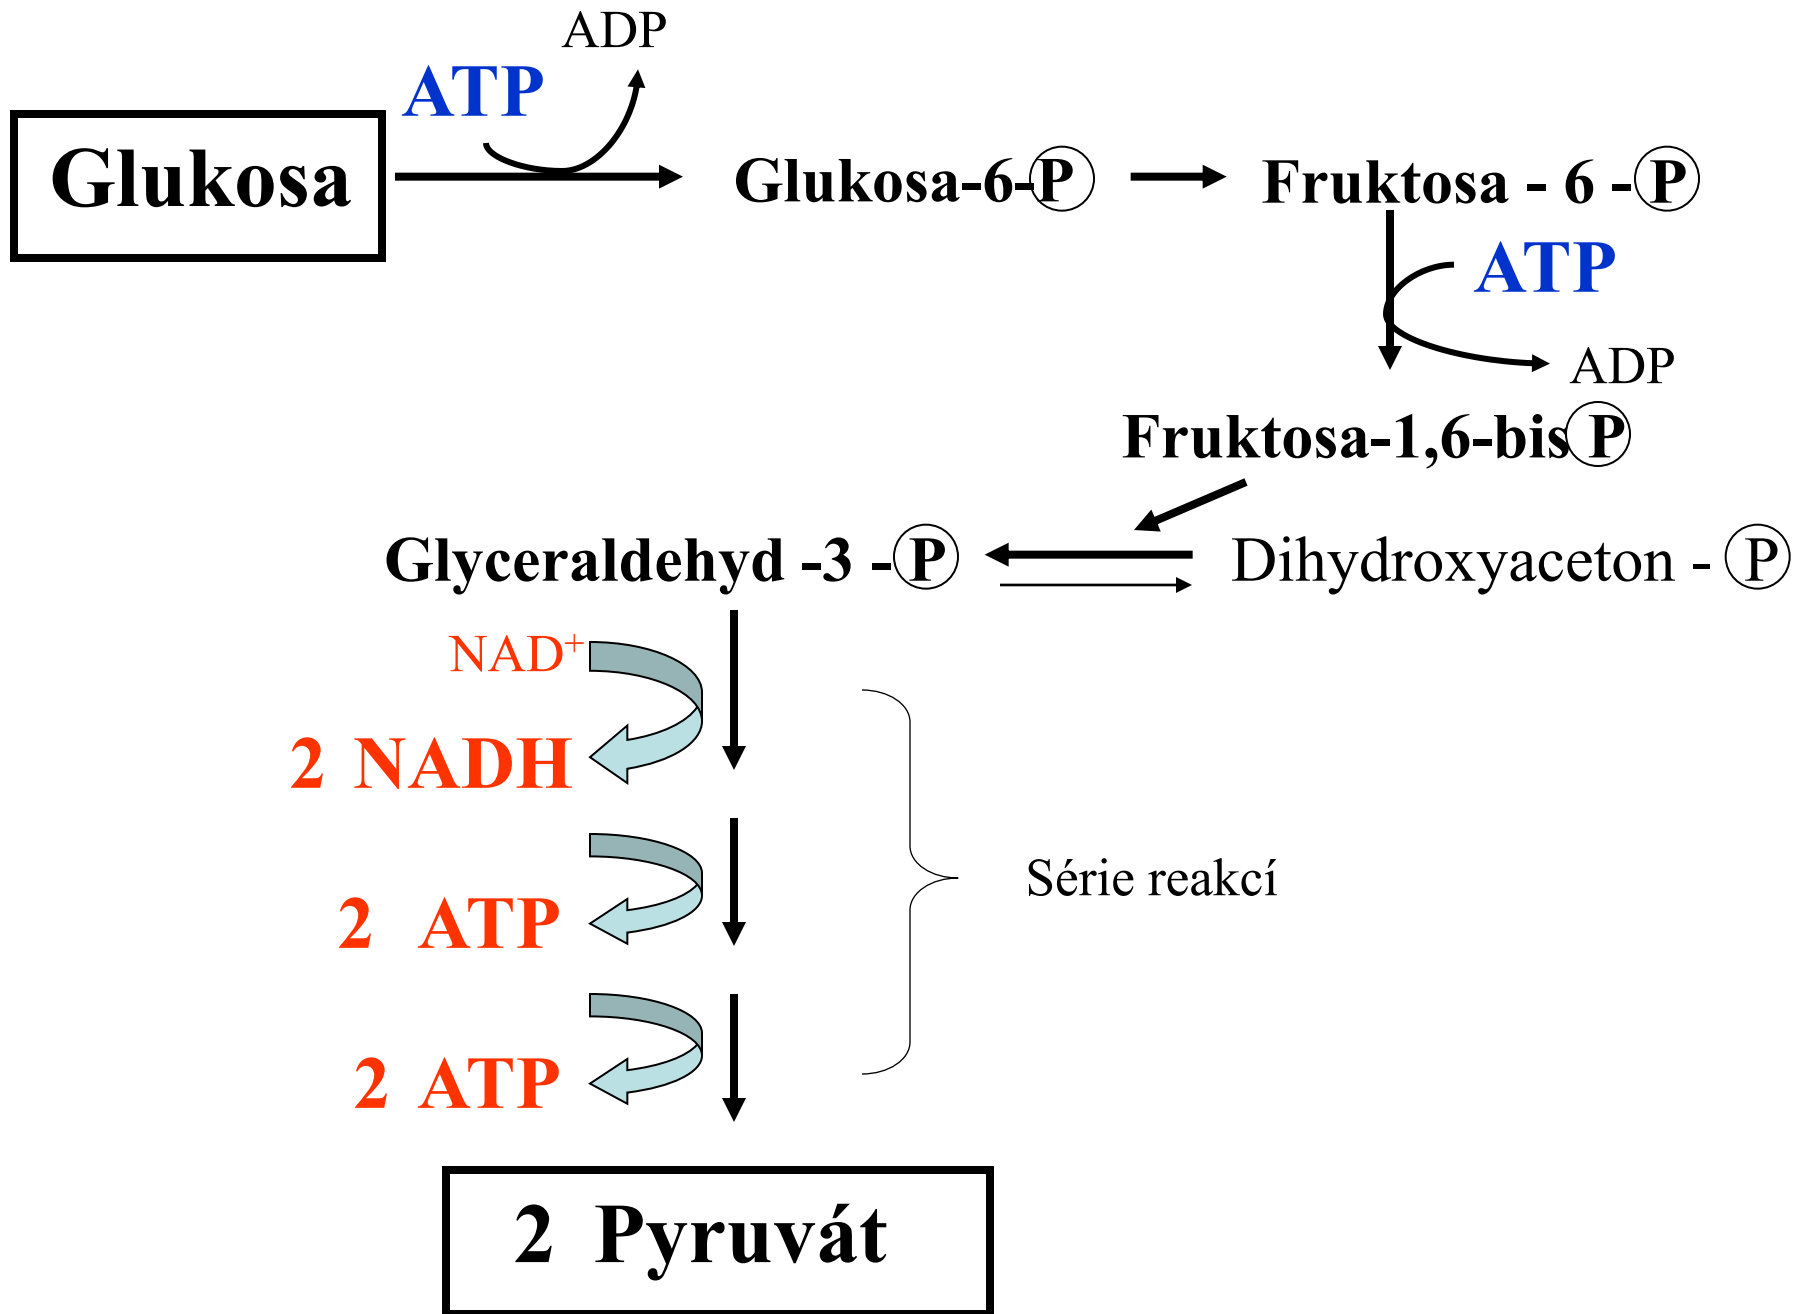 ADP
ATP
Glukosa
Glukosa-6-P
Fruktosa - 6 - P
ATP
ADP
Fruktosa-1,6-bis P
Glyceraldehyd -3 - P
Dihydroxyaceton - P
NAD⁺
2 NADH
2 ATP
Série reakcí
2 ATP
2 Pyruvát